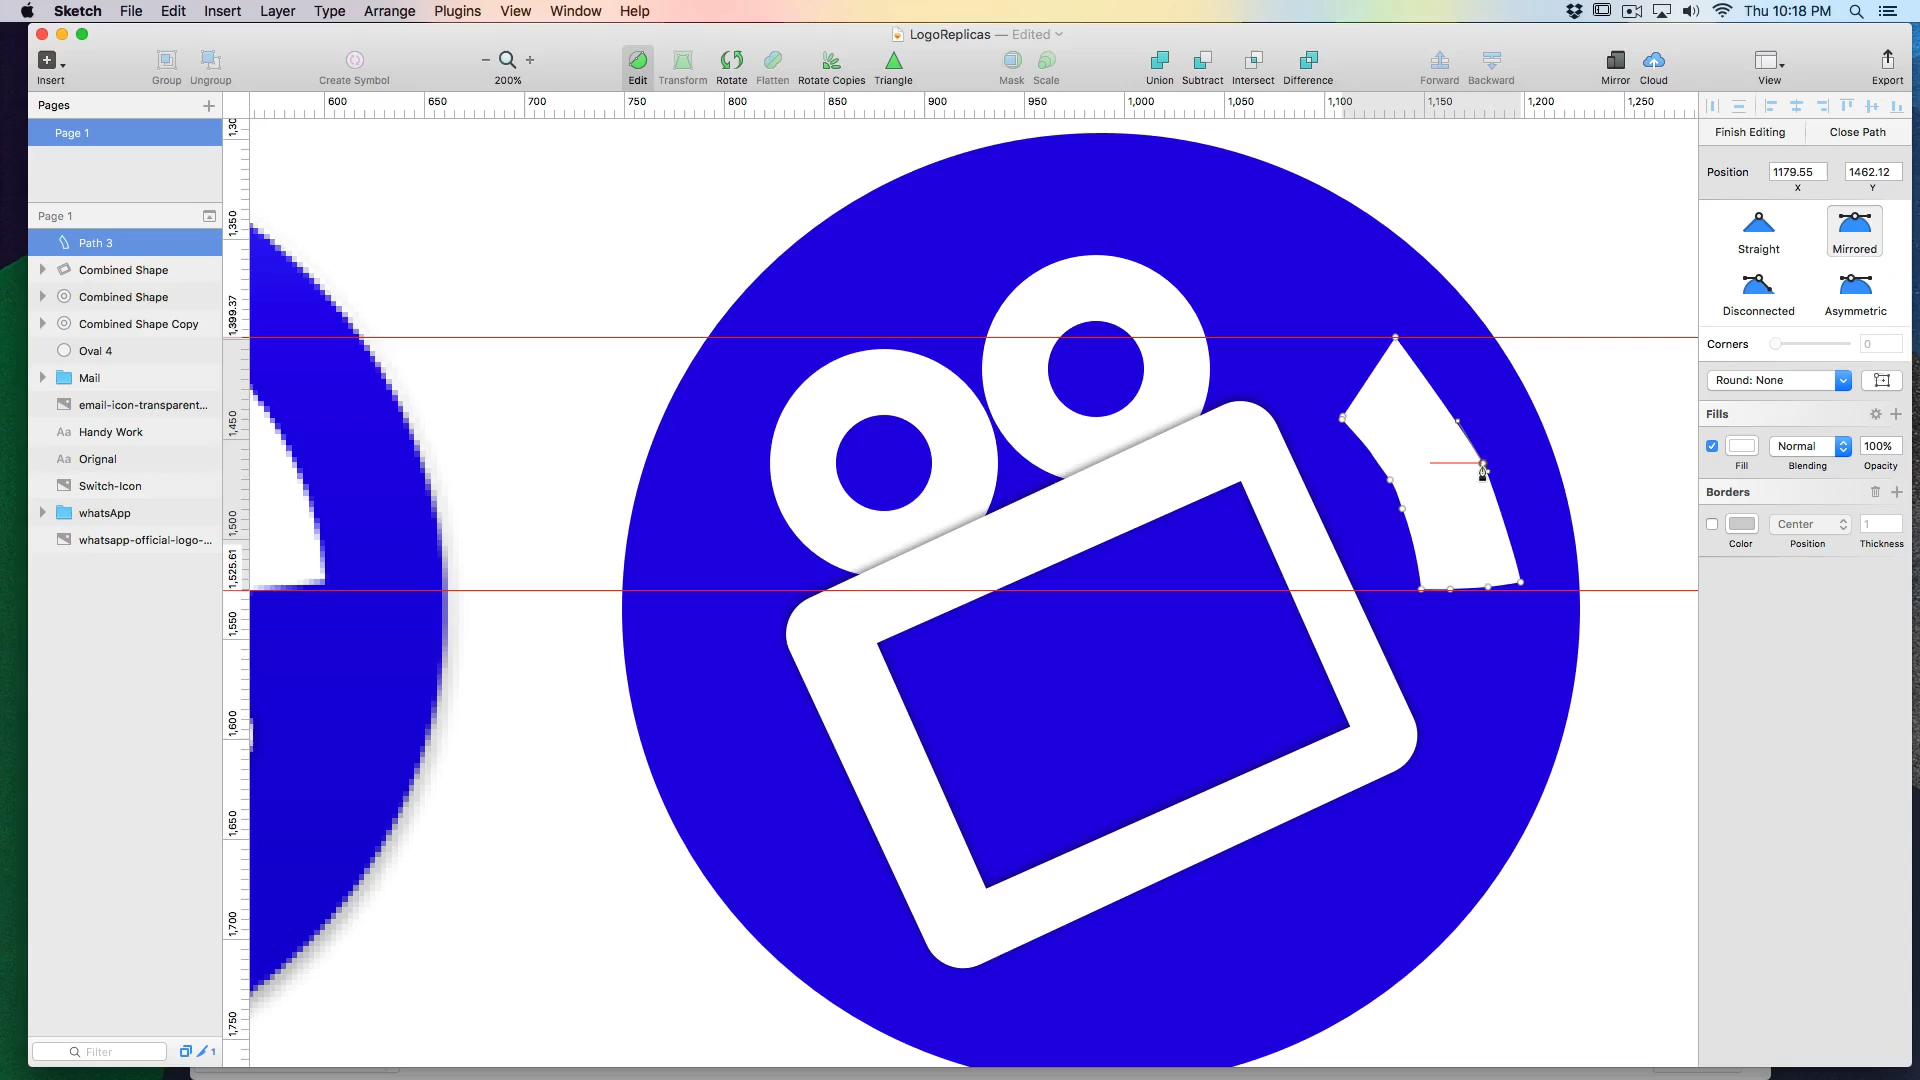 Sketch File Edit Insert Layer Type Arrange Plugins View Window Help Thu 10:18 PM
LogoReplicas — Edited
Insert Group Ungroup Create Symbol 200% Edit Transform Rotate Flatten Rotate Copies Triangle Mask Scale Union Subtract Intersect Difference Forward Backward Mirror Cloud View Export
Pages
Page 1
Page 1
Path 3
Combined Shape
Combined Shape
Combined Shape Copy
Oval 4
Mail
email-icon-transparent...
Aa Handy Work
Aa Orignal
Switch-Icon
whatsApp
whatsapp-official-logo-...
Filter
1
600 650 700 750 800 850 900 950 1,000 1,050 1,100 1,150 1,200 1,250
1,30
1,350
1,399.37
1,450
1,500
1,525.61
1,550
1,600
1,650
1,700
1,750
Finish Editing Close Path
Position 1179.55 1462.12
X Y
Straight Mirrored
Disconnected Asymmetric
Corners 0
Round: None
Fills
Normal 100%
Fill Blending Opacity
Borders
Center 1
Color Position Thickness